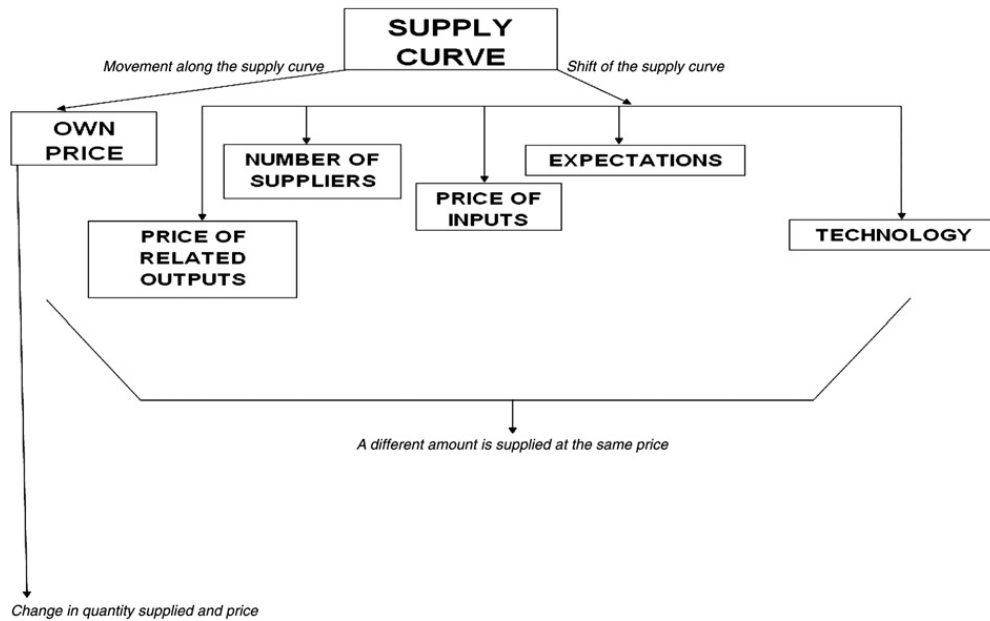 SUPPLY
CURVE
Movement along the supply curve
Shift of the supply curve
OWN
PRICE
NUMBER OF
SUPPLIERS
EXPECTATIONS
PRICE OF
INPUTS
PRICE OF
RELATED
OUTPUTS
TECHNOLOGY
A different amount is supplied at the same price
Change in quantity supplied and price